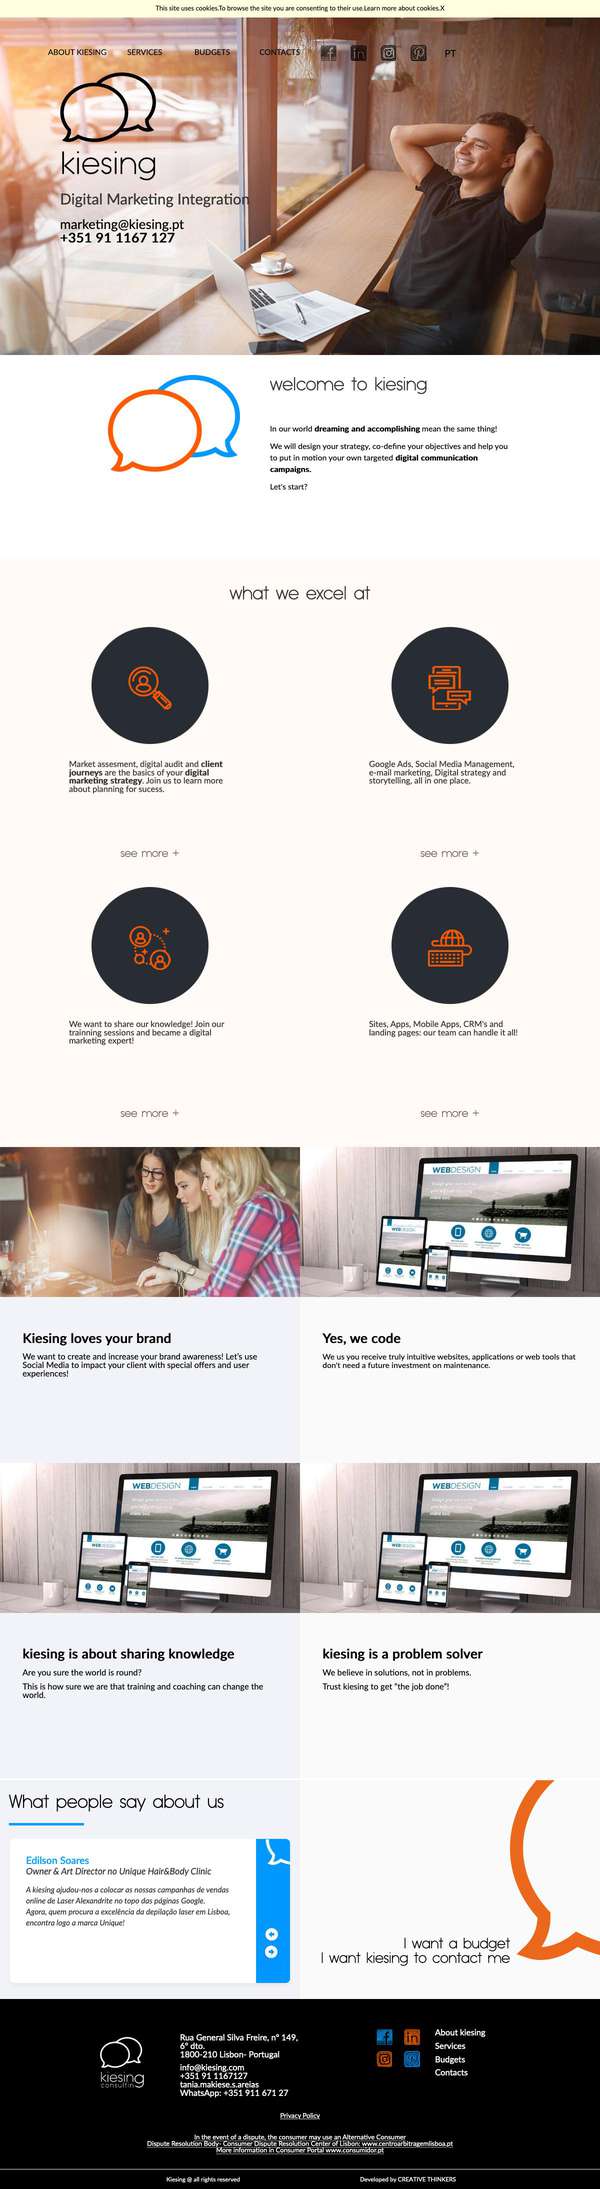 This site uses cookies.To browse the site you are consenting to their use.Learn more about cookies.X
ABOUT KIESING
SERVICES
BUDGETS
CONTACTS
PT
kiesing
Digital Marketing Integration
marketing@kiesing.pt
+351 91 1167 127
welcome to kiesing
In our world dreaming and accomplishing mean the same thing!
We will design your strategy, co-define your objectives and help you
to put in motion your own targeted digital communication
campaigns.
Let's start?
what we excel at
Market assesment, digital audit and client
journeys are the basics of your digital
marketing strategy. Join us to learn more
about planning for sucess.
see more +
Google Ads, Social Media Management,
e-mail marketing, Digital strategy and
storytelling, all in one place.
see more +
We want to share our knowledge! Join our
trainning sessions and became a digital
marketing expert!
see more +
Sites, Apps, Mobile Apps, CRM's and
landing pages: our team can handle it all!
see more +
WEBDESIGN
Kiesing loves your brand
We want to create and increase your brand awareness! Let's use
Social Media to impact your client with special offers and user
experiences!
Yes, we code
We us you receive truly intuitive websites, applications or web tools that
don't need a future investment on maintenance.
WEBDESIGN
WEBDESIGN
kiesing is about sharing knowledge
Are you sure the world is round?
This is how sure we are that training and coaching can change the
world.
kiesing is a problem solver
We believe in solutions, not in problems.
Trust kiesing to get "the job done"!
What people say about us
Edilson Soares
Owner & Art Director no Unique Hair&Body Clinic
A kiesing ajudou-nos a colocar as nossas campanhas de vendas
online de Laser Alexandrite no topo das páginas Google.
Agora, quem procura a excelência da depilação laser em Lisboa,
encontra logo a marca Unique!
I want a budget
I want kiesing to contact me
kiesing
consulting
Rua General Silva Freire, nº 149,
6º dto.
1800-210 Lisbon- Portugal
info@kiesing.com
+351 91 1167127
tania.makiese.s.areias
WhatsApp: +351 911 671 27
About kiesing
Services
Budgets
Contacts
Privacy Policy
In the event of a dispute, the consumer may use an Alternative Consumer
Dispute Resolution Body- Consumer Dispute Resolution Center of Lisbon: www.centroarbitragemlisboa.pt
More information in Consumer Portal www.consumidor.pt
Kiesing @ all rights reserved
Developed by CREATIVE THINKERS